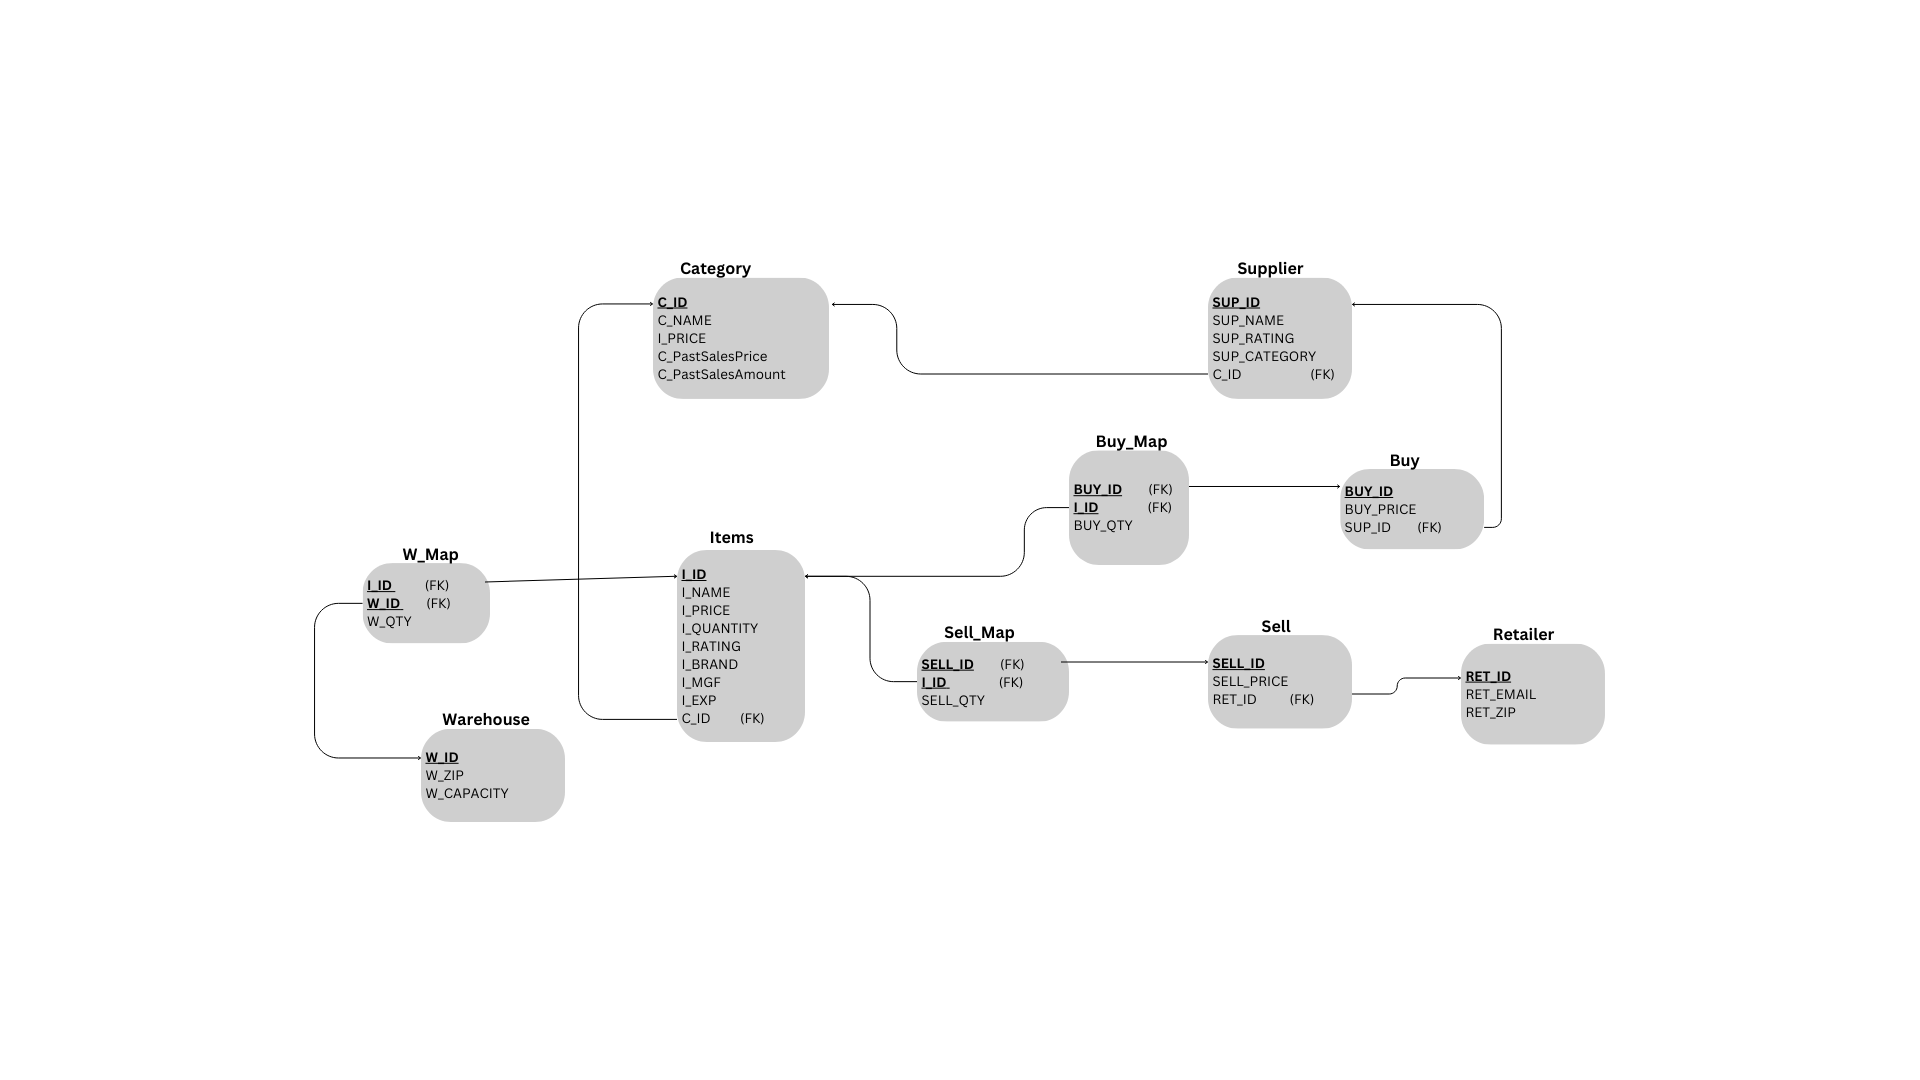 Category
C_ID
C_NAME
I_PRICE
C_PastSalesPrice
C_PastSalesAmount
Supplier
SUP_ID
SUP_NAME
SUP_RATING
SUP_CATEGORY
C_ID (FK)
Buy_Map
BUY_ID (FK)
I_ID (FK)
BUY_QTY
Buy
BUY_ID
BUY_PRICE
SUP_ID (FK)
W_Map
I_ID (FK)
W_ID (FK)
W_QTY
Items
I_ID
I_NAME
I_PRICE
I_QUANTITY
I_RATING
I_BRAND
I_MGF
I_EXP
C_ID (FK)
Sell_Map
SELL_ID (FK)
I_ID (FK)
SELL_QTY
Sell
SELL_ID
SELL_PRICE
RET_ID (FK)
Retailer
RET_ID
RET_EMAIL
RET_ZIP
Warehouse
W_ID
W_ZIP
W_CAPACITY